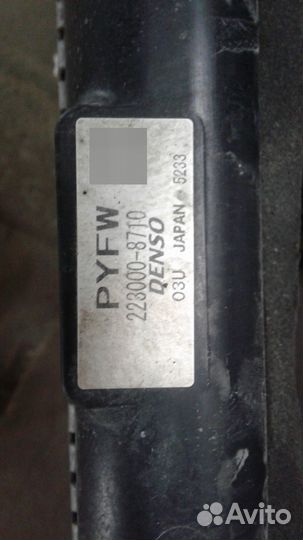 PYFW
223000-8710
DENSO
03U JAPAN 5233
Avito